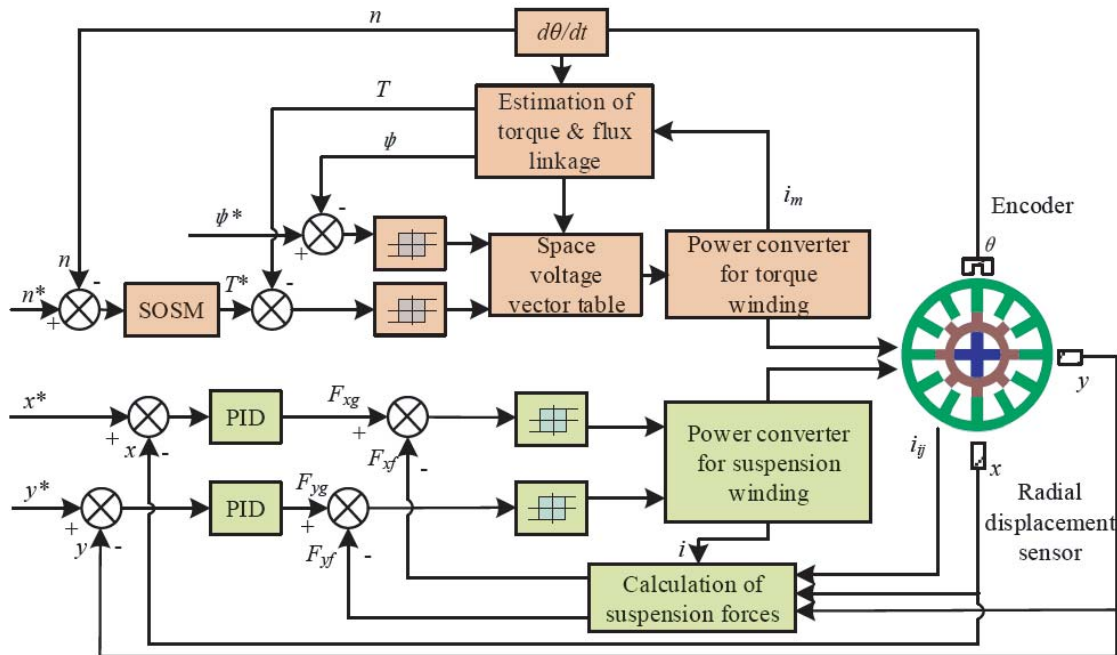 n
dθ/dt
T
Estimation of
torque & flux
linkage
ψ
-
i_m
Encoder
ψ*
+
θ
n
-
T*
-
Space
voltage
vector table
Power converter
for torque
winding
n*
+
SOSM
y
x*
PID
F_xg
+
+
x
-
F_xf
-
Power converter
for suspension
winding
i_ij
x
y*
PID
F_yg
+
+
y
-
F_yf
-
Radial
displacement
sensor
i
Calculation of
suspension forces